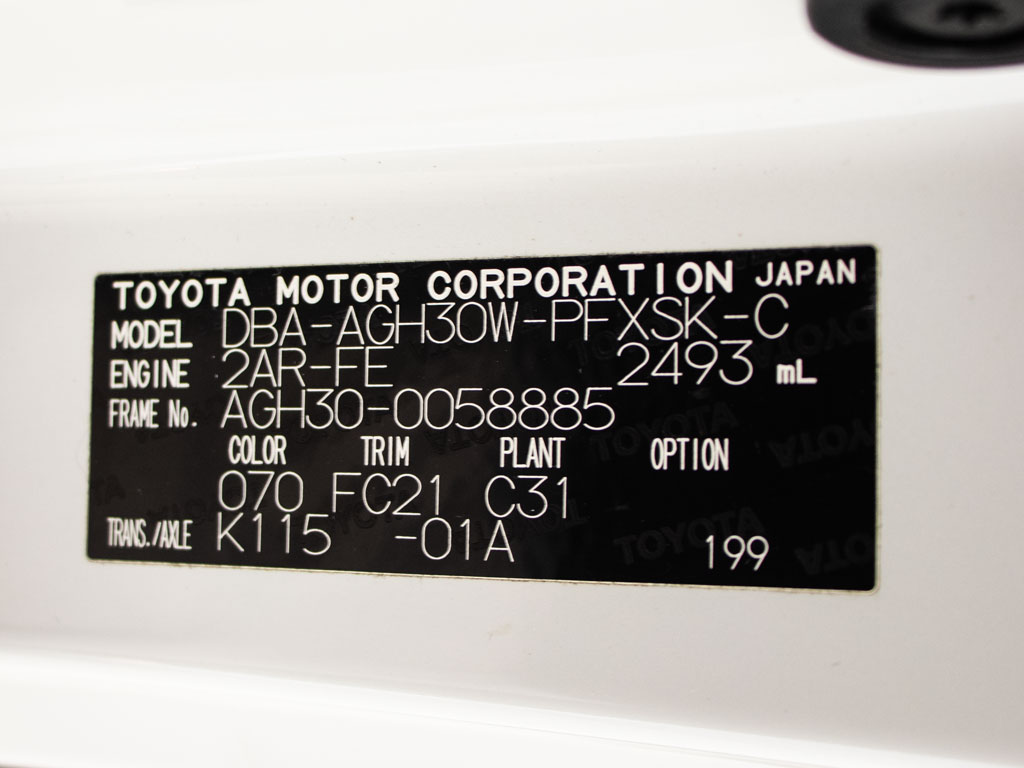 TOYOTA MOTOR CORPORATION JAPAN
MODEL DBA-AGH30W-PFXSK-C
ENGINE 2AR-FE 2493 mL
FRAME No. AGH30-0058885
COLOR TRIM PLANT OPTION
070 FC21 C31
TRANS./AXLE K115 -01A 199